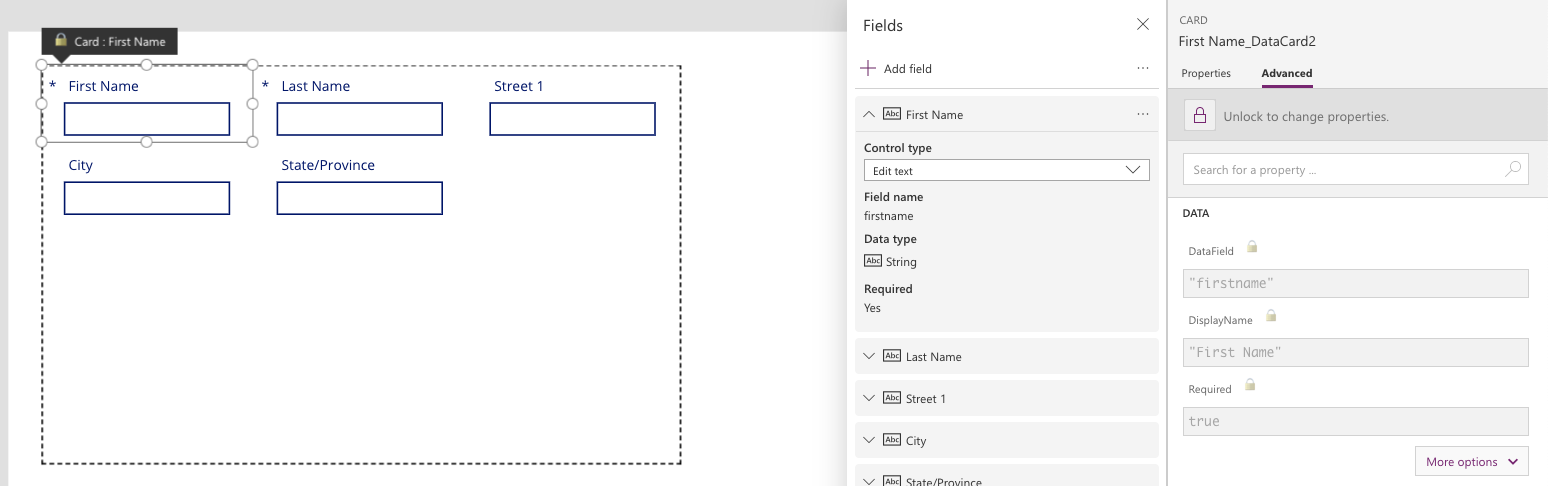 Card : First Name
* First Name
* Last Name
Street 1
City
State/Province
Fields
Add field
...
Abc First Name
...
Control type
Edit text
Field name
firstname
Data type
Abc String
Required
Yes
Abc Last Name
Abc Street 1
Abc City
Abc State/Province
CARD
First Name_DataCard2
Properties
Advanced
Unlock to change properties.
Search for a property ...
DATA
DataField
"firstname"
DisplayName
"First Name"
Required
true
More options